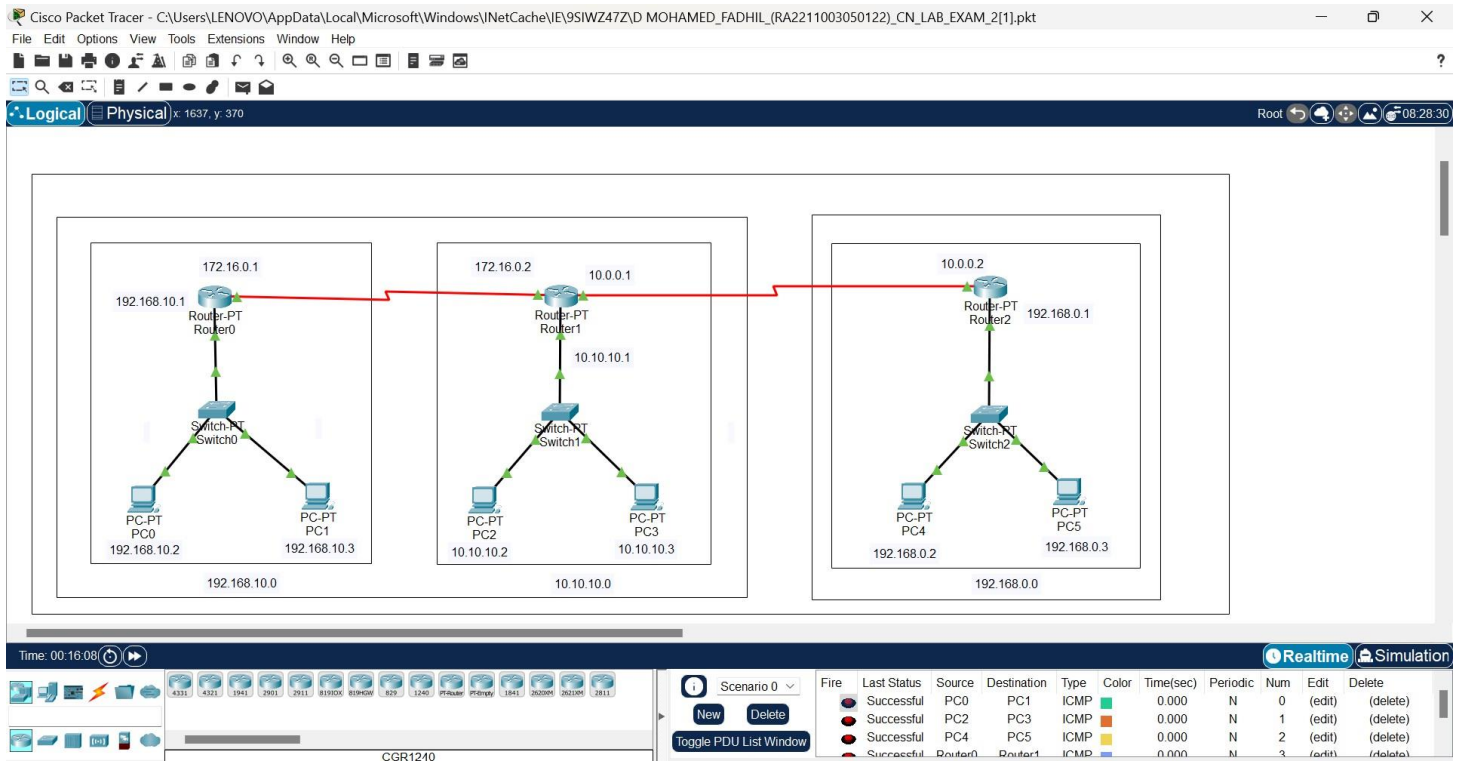 Cisco Packet Tracer - C:\Users\LENOVO\AppData\Local\Microsoft\Windows\INetCache\IE\9SIWZ47Z\D MOHAMED_FADHIL_(RA2211003050122)_CN_LAB_EXAM_2[1].pkt
File Edit Options View Tools Extensions Window Help
?
Logical Physical x: 1637, y: 370 Root 08:28:30
172.16.0.1 172.16.0.2 10.0.0.1 10.0.0.2
192.168.10.1
Router-PT
Router0
Router-PT
Router1
Router-PT
Router2
192.168.0.1
10.10.10.1
Switch-PT
Switch0
Switch-PT
Switch1
Switch-PT
Switch2
PC-PT
PC0
192.168.10.2
PC-PT
PC1
192.168.10.3
PC-PT
PC2
10.10.10.2
PC-PT
PC3
10.10.10.3
PC-PT
PC4
192.168.0.2
PC-PT
PC5
192.168.0.3
192.168.10.0 10.10.10.0 192.168.0.0
Time: 00:16:08 Realtime Simulation
4331 4321 1941 2901 2911 819IOX 819HGW 829 1240 PT-Router PT-Empty 1841 2620XM 2621XM 2811
CGR1240
Scenario 0
New Delete
Toggle PDU List Window
Fire Last Status Source Destination Type Color Time(sec) Periodic Num Edit Delete
Successful PC0 PC1 ICMP 0.000 N 0 (edit) (delete)
Successful PC2 PC3 ICMP 0.000 N 1 (edit) (delete)
Successful PC4 PC5 ICMP 0.000 N 2 (edit) (delete)
Successful Router0 Router1 ICMP 0.000 N 3 (edit) (delete)